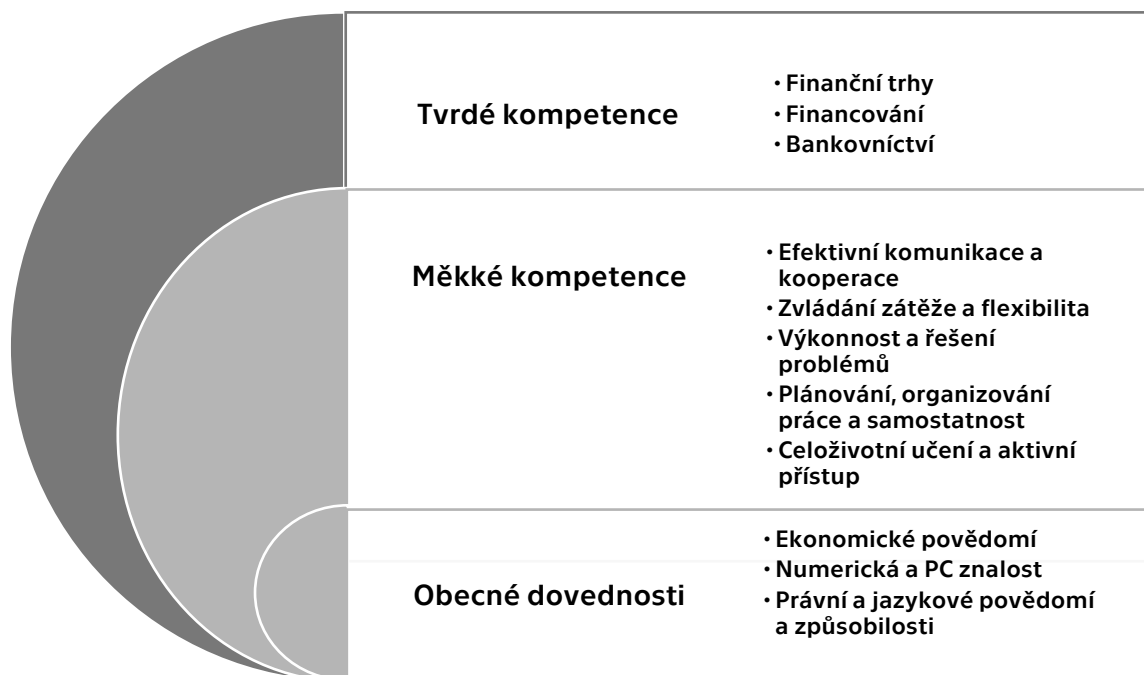 Tvrdé kompetence
• Finanční trhy
• Financování
• Bankovníctví
Měkké kompetence
• Efektivní komunikace a
kooperace
• Zvládání zátěže a flexibilita
• Výkonnost a řešení
problémů
• Plánování, organizování
práce a samostatnost
• Celoživotní učení a aktivní
přístup
Obecné dovednosti
• Ekonomické povědomí
• Numerická a PC znalost
• Právní a jazykové povědomí
a způsobilosti